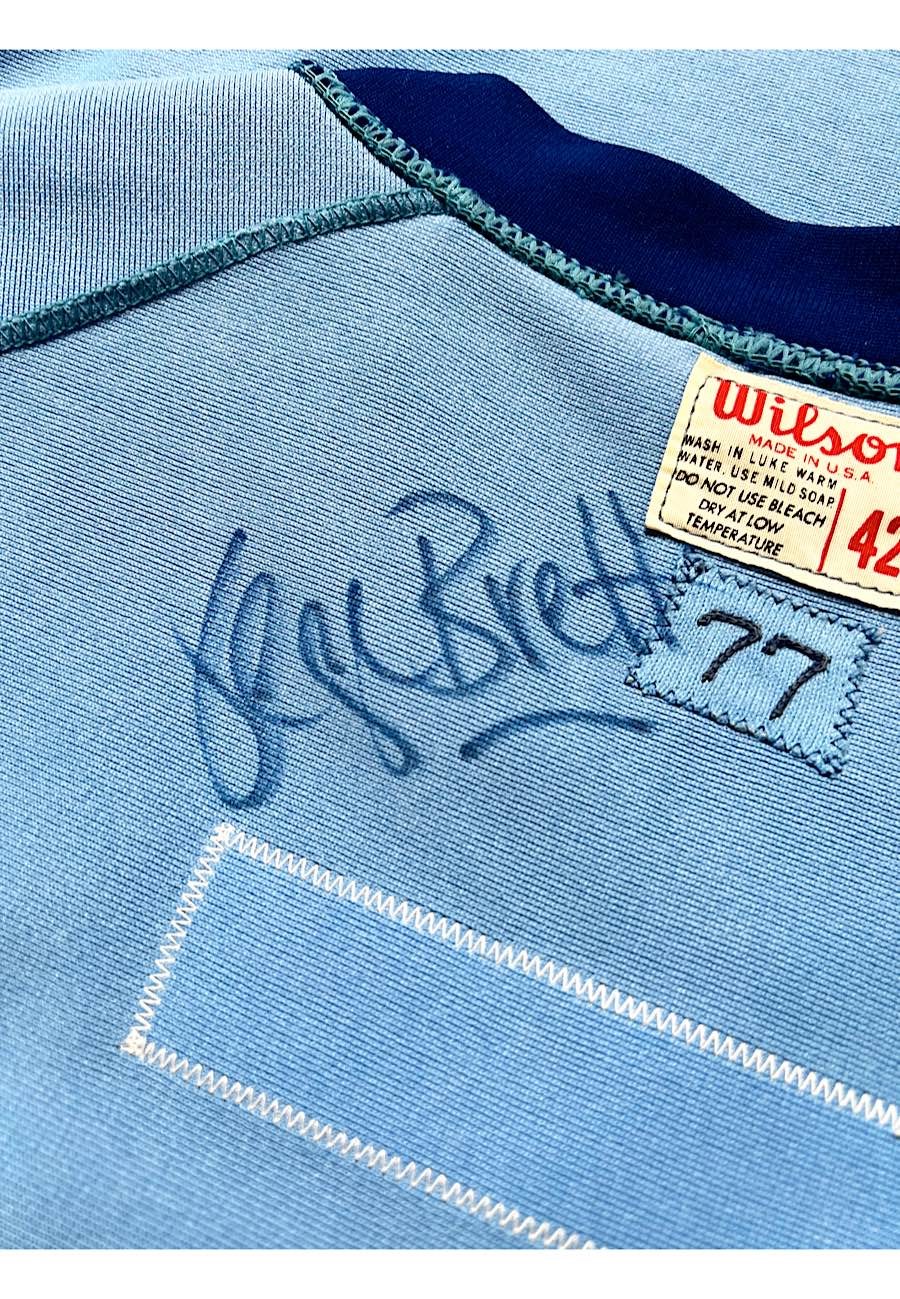 Wilso
MADE IN U.S.A.
WASH IN LUKE WARM
WATER. USE MILD SOAP.
DO NOT USE BLEACH
DRY AT LOW
TEMPERATURE
42
Brett
77